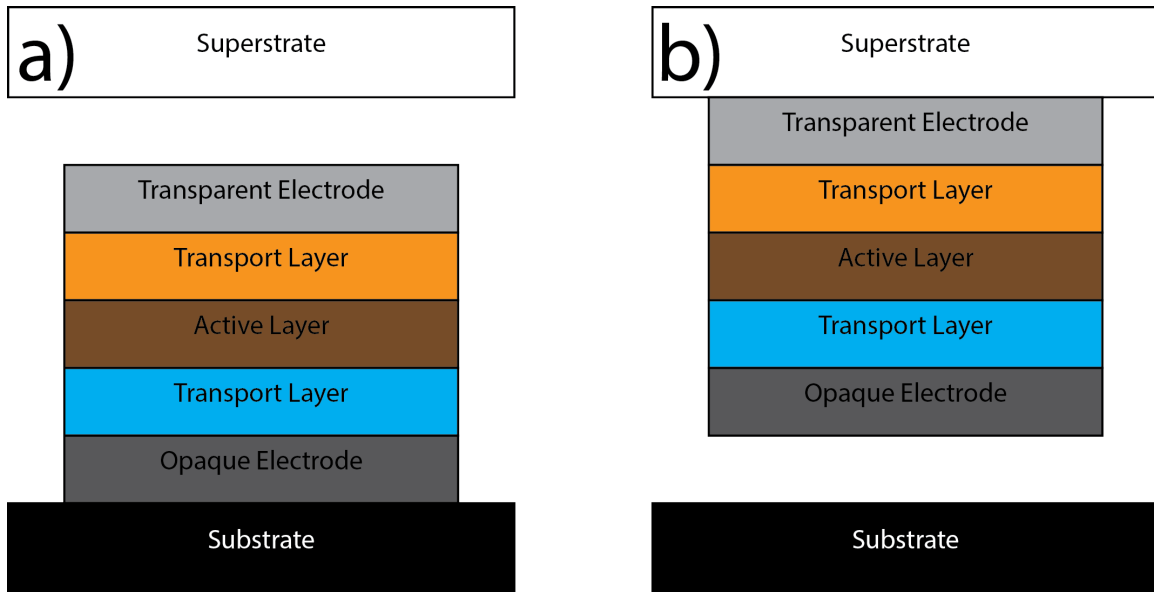 a)
Superstrate
Transparent Electrode
Transport Layer
Active Layer
Transport Layer
Opaque Electrode
Substrate
b)
Superstrate
Transparent Electrode
Transport Layer
Active Layer
Transport Layer
Opaque Electrode
Substrate